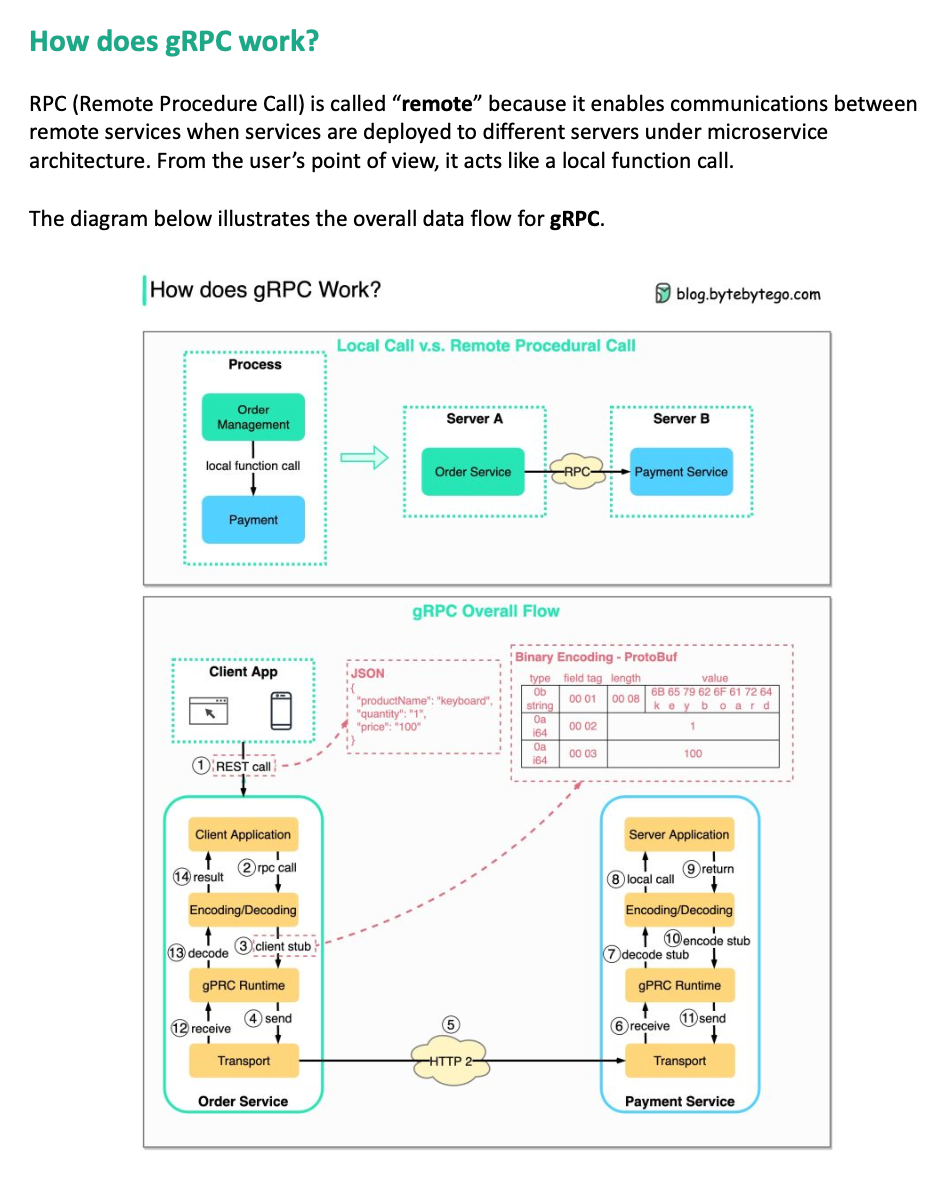 How does gRPC work?
RPC (Remote Procedure Call) is called “remote” because it enables communications between
remote services when services are deployed to different servers under microservice
architecture. From the user’s point of view, it acts like a local function call.
The diagram below illustrates the overall data flow for gRPC.
How does gRPC Work?
blog.bytebytego.com
Local Call v.s. Remote Procedural Call
Process
Order
Management
local function call
Payment
Server A
Order Service
RPC
Server B
Payment Service
gRPC Overall Flow
Client App
JSON
{
"productName": "keyboard",
"quantity": "1",
"price": "100"
}
Binary Encoding - ProtoBuf
type field tag length value
0b
string
00 01
00 08
6B 65 79 62 6F 61 72 64
k e y b o a r d
0a
i64
00 02
1
0a
i64
00 03
100
1 REST call
Client Application
14 result
2 rpc call
Encoding/Decoding
13 decode
3 client stub
gPRC Runtime
12 receive
4 send
Transport
Order Service
5
HTTP 2
Server Application
8 local call
9 return
Encoding/Decoding
10 encode stub
7 decode stub
gPRC Runtime
6 receive
11 send
Transport
Payment Service